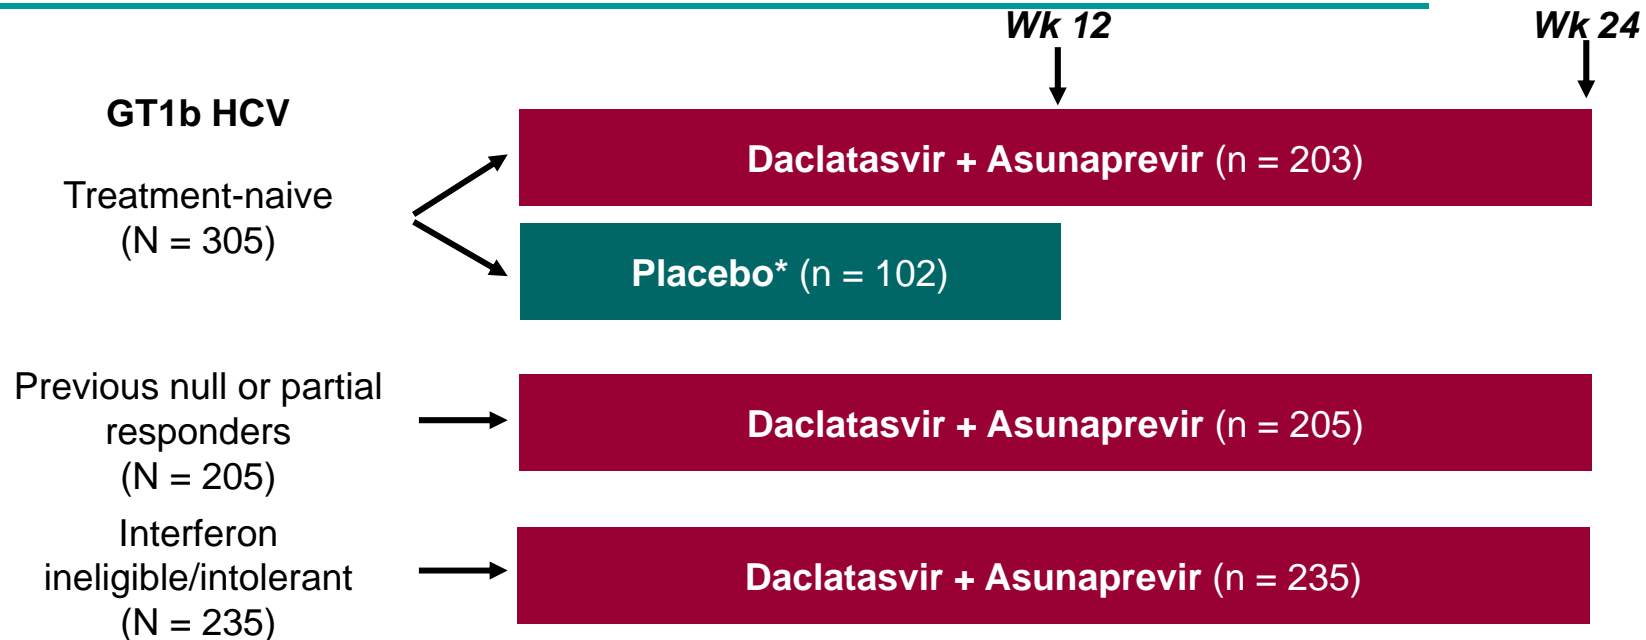 Wk 12
Wk 24
GT1b HCV
Treatment-naive
(N = 305)
Daclatasvir + Asunaprevir (n = 203)
Placebo* (n = 102)
Previous null or partial
responders
(N = 205)
Daclatasvir + Asunaprevir (n = 205)
Interferon
ineligible/intolerant
(N = 235)
Daclatasvir + Asunaprevir (n = 235)